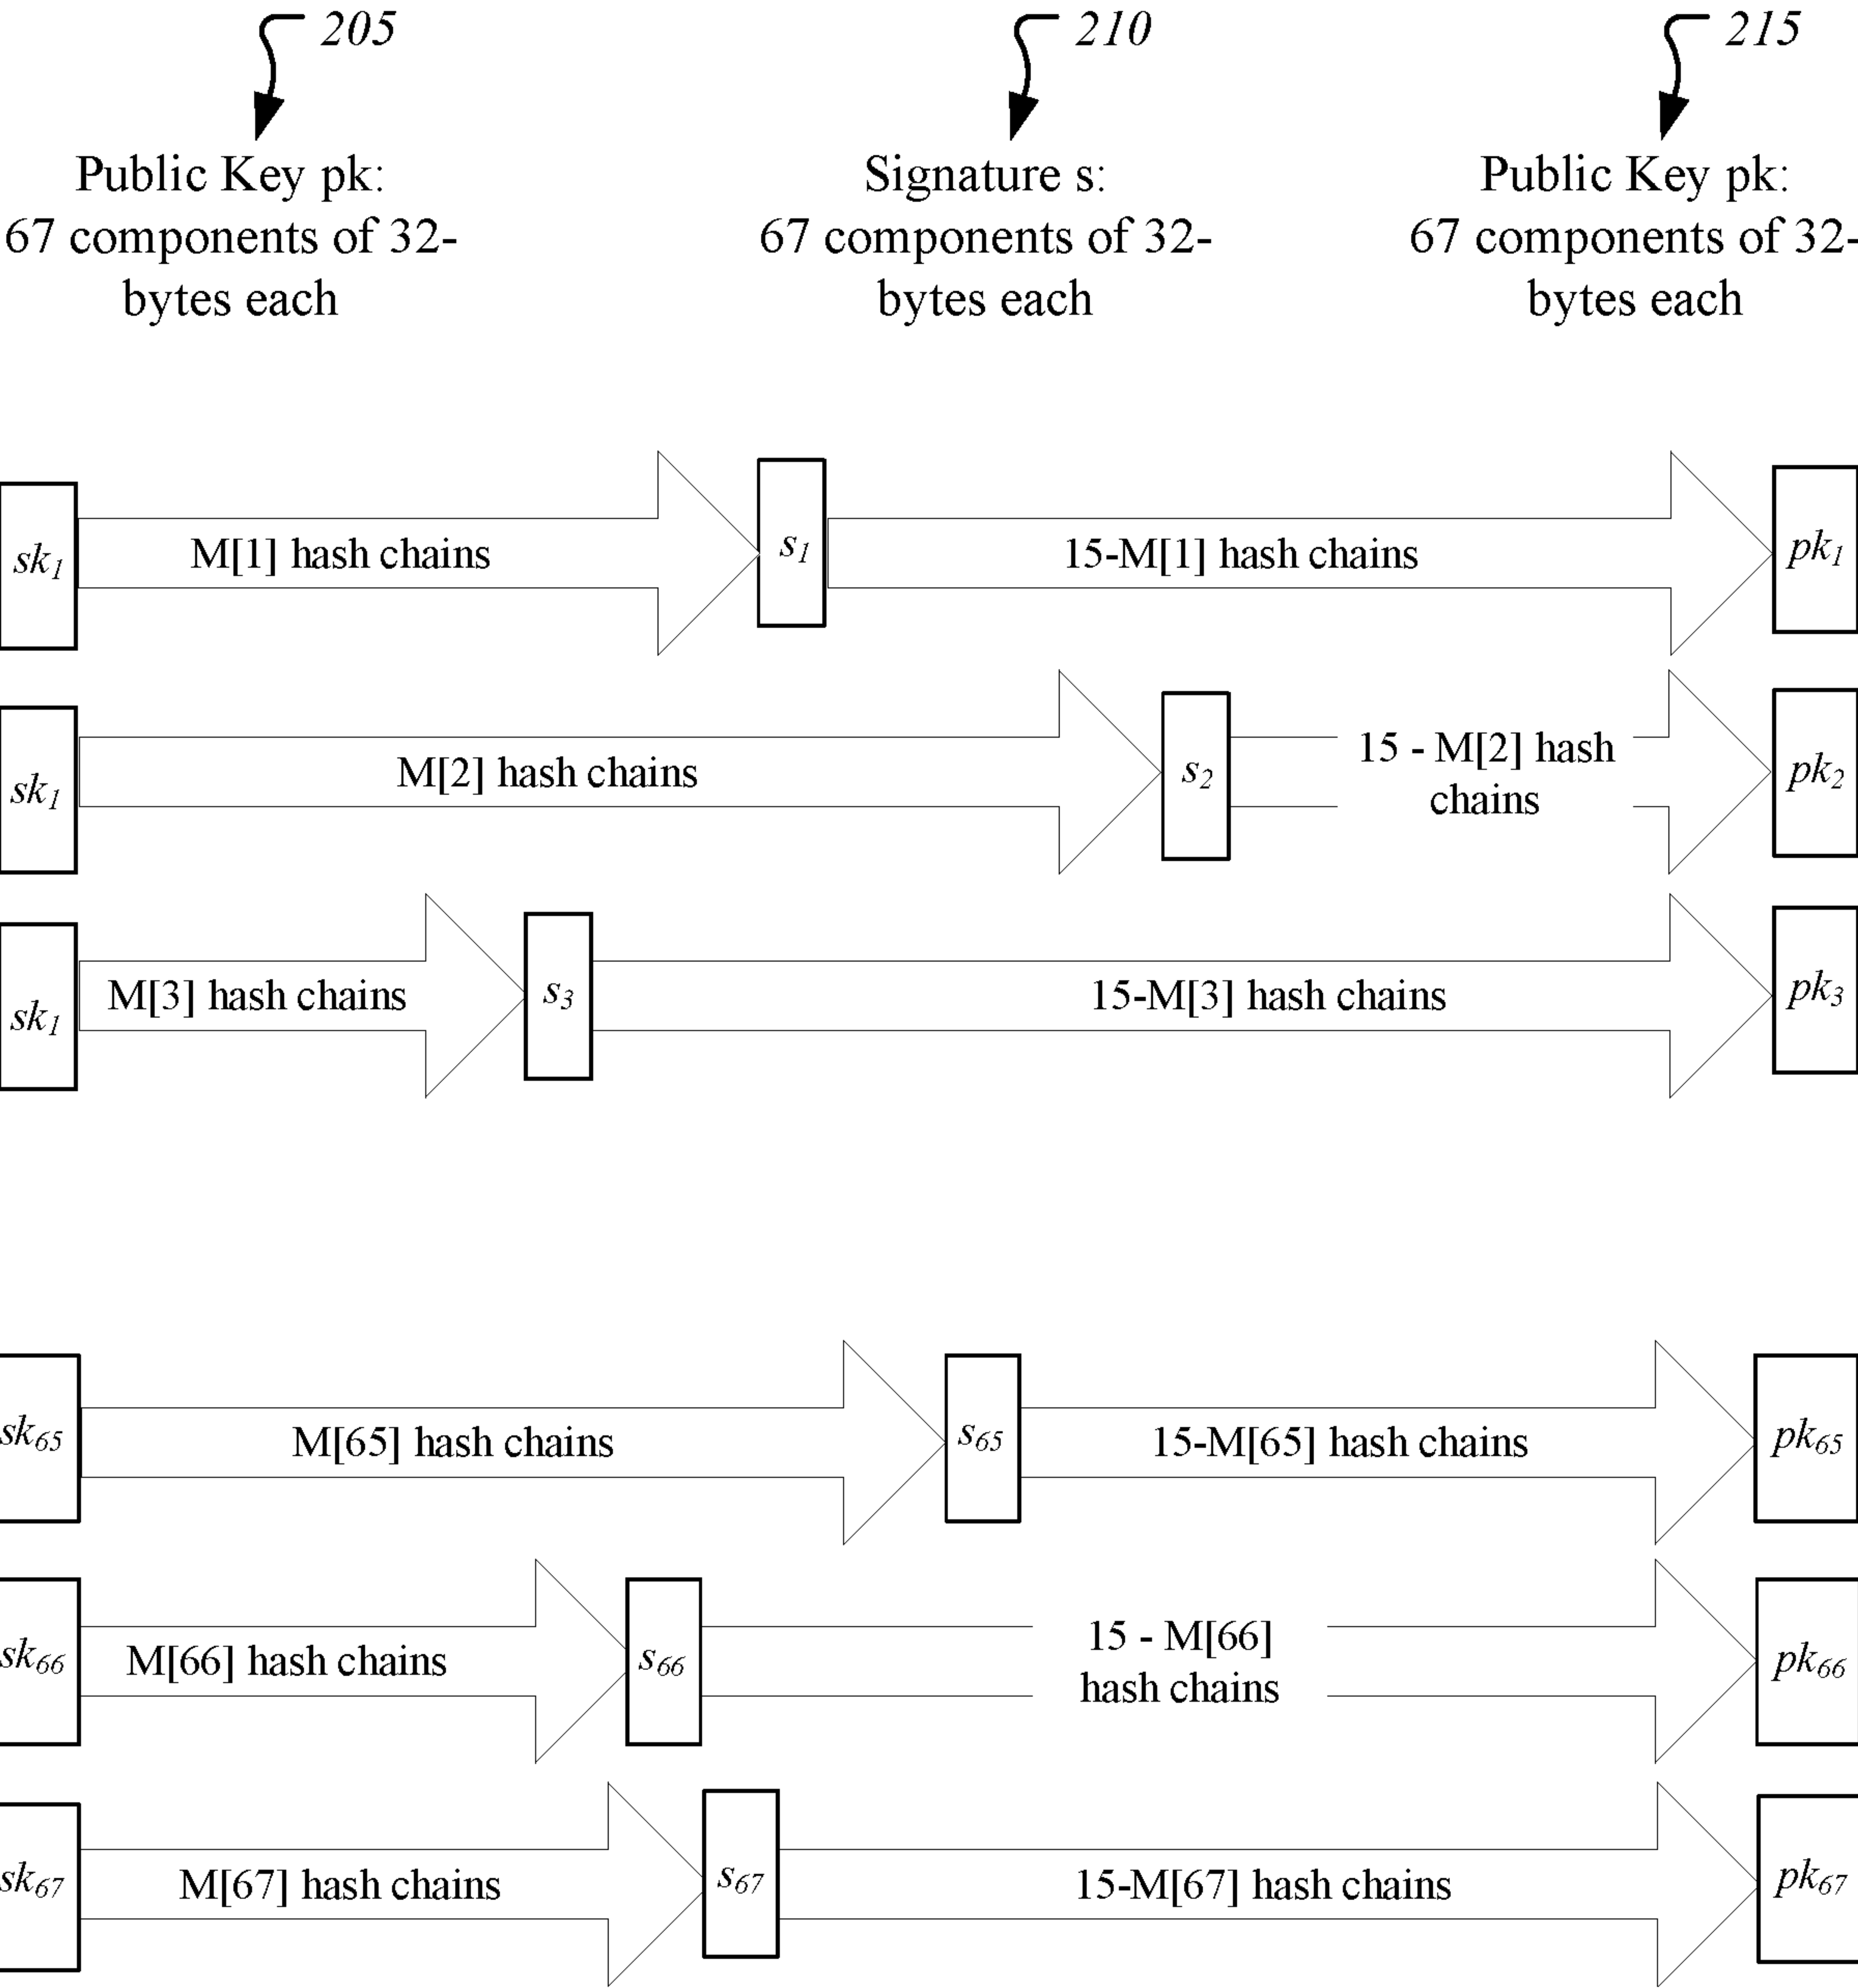 205
210
215
Public Key pk:
67 components of 32-
bytes each
Signature s:
67 components of 32-
bytes each
Public Key pk:
67 components of 32-
bytes each
sk1
M[1] hash chains
s1
15-M[1] hash chains
pk1
sk1
M[2] hash chains
s2
15 - M[2] hash
chains
pk2
sk1
M[3] hash chains
s3
15-M[3] hash chains
pk3
sk65
M[65] hash chains
s65
15-M[65] hash chains
pk65
sk66
M[66] hash chains
s66
15 - M[66]
hash chains
pk66
sk67
M[67] hash chains
s67
15-M[67] hash chains
pk67